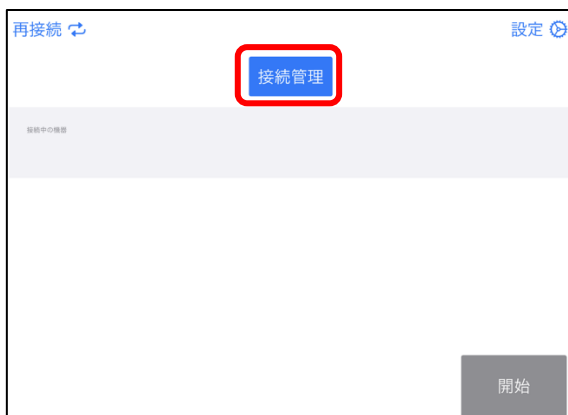 再接続
設定
接続管理
接続中の機器
開始